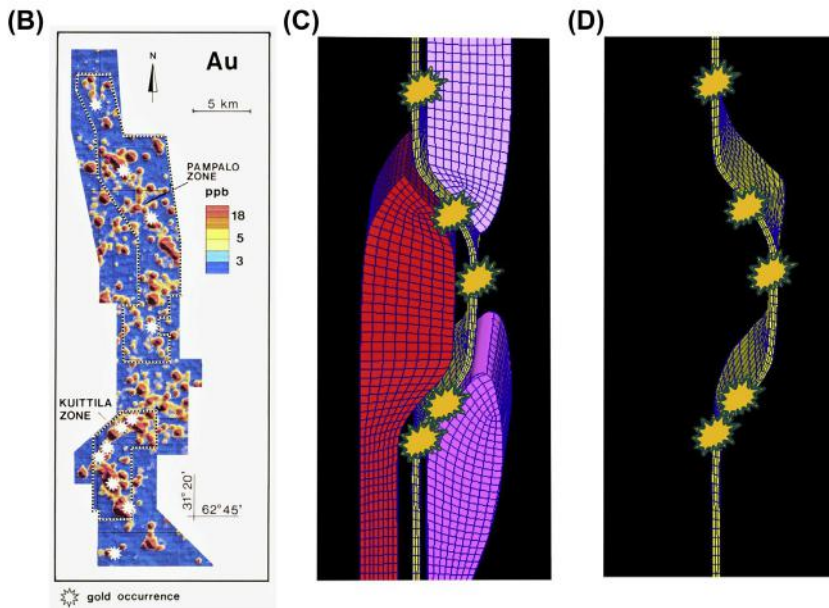 (B)
Au
N
5 km
PAMPALO
ZONE
ppb
18
5
3
KUITTILA
ZONE
31° 20'
62° 45'
gold occurrence
(C)
(D)